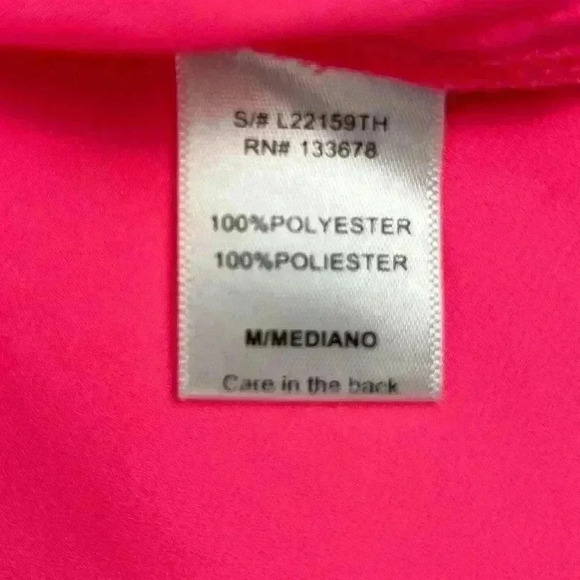 S/# L22159TH
RN# 133678
100%POLYESTER
100%POLIESTER
M/MEDIANO
Care in the back